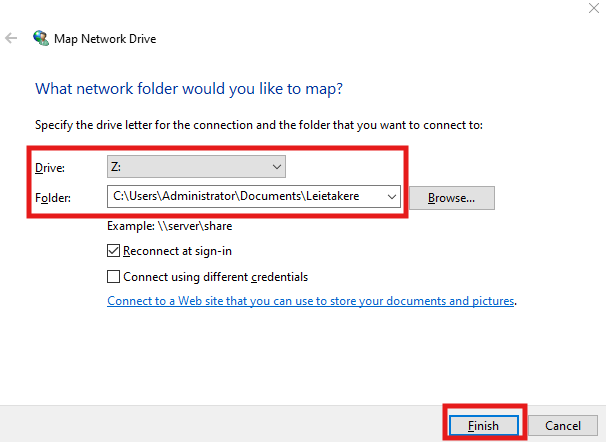 Map Network Drive
What network folder would you like to map?
Specify the drive letter for the connection and the folder that you want to connect to:
Drive: Z:
Folder: C:\Users\Administrator\Documents\Leietakere Browse...
Example: \\server\share
Reconnect at sign-in
Connect using different credentials
Connect to a Web site that you can use to store your documents and pictures.
Finish Cancel